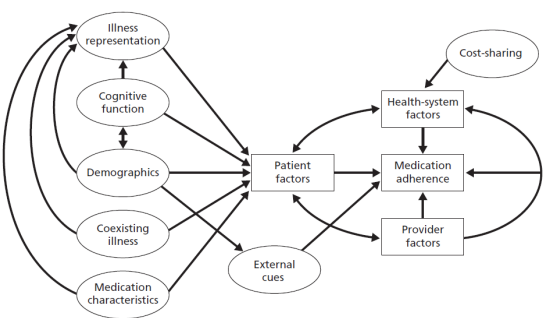 Illness
representation
Cost-sharing
Cognitive
function
Health-system
factors
Demographics
Patient
factors
Medication
adherence
Coexisting
illness
Provider
factors
External
cues
Medication
characteristics